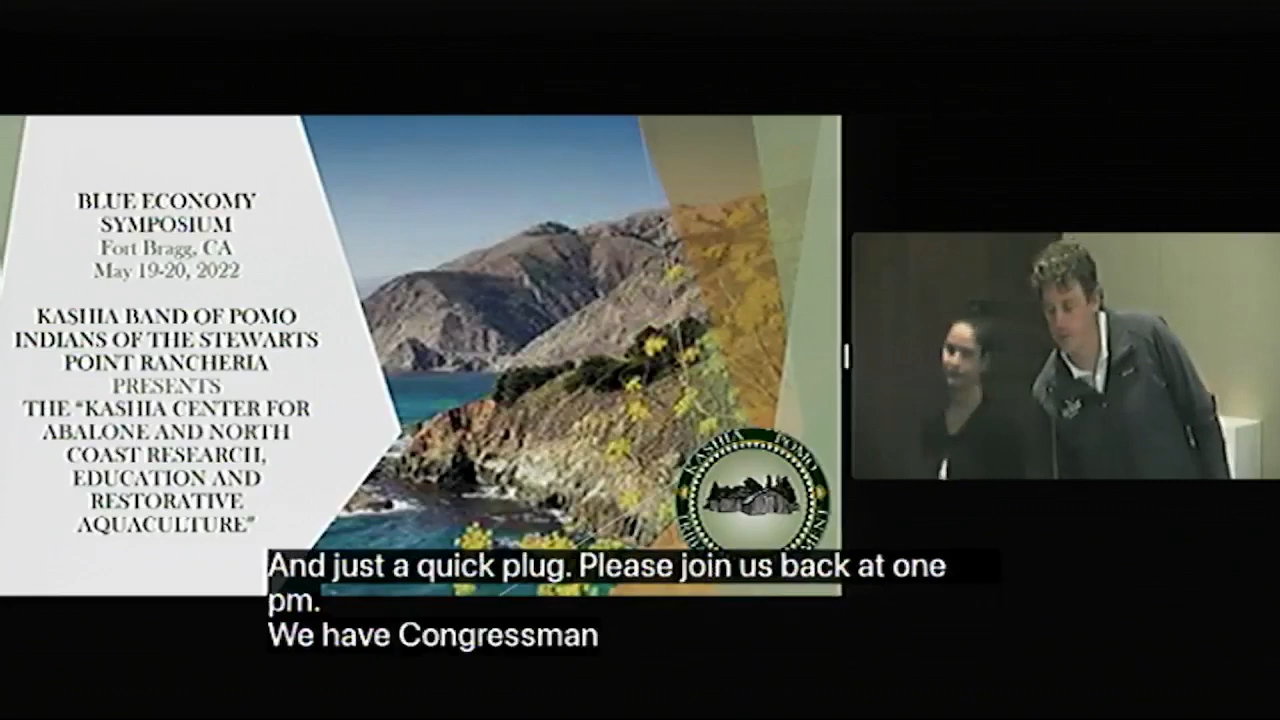 BLUE ECONOMY
SYMPOSIUM
Fort Bragg, CA
May 19-20, 2022
KASHIA BAND OF POMO
INDIANS OF THE STEWARTS
POINT RANCHERIA
PRESENTS
THE "KASHIA CENTER FOR
ABALONE AND NORTH
COAST RESEARCH,
EDUCATION AND
RESTORATIVE
AQUACULTURE"
KASHIA POMO
And just a quick plug. Please join us back at one
pm.
We have Congressman